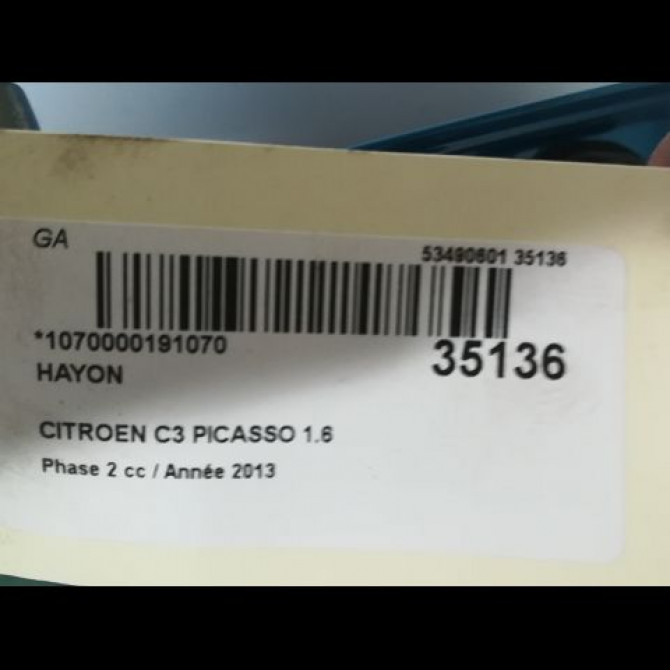 GA
53490601 35136
*1070000191070
35136
HAYON
CITROEN C3 PICASSO 1.6
Phase 2 cc / Année 2013